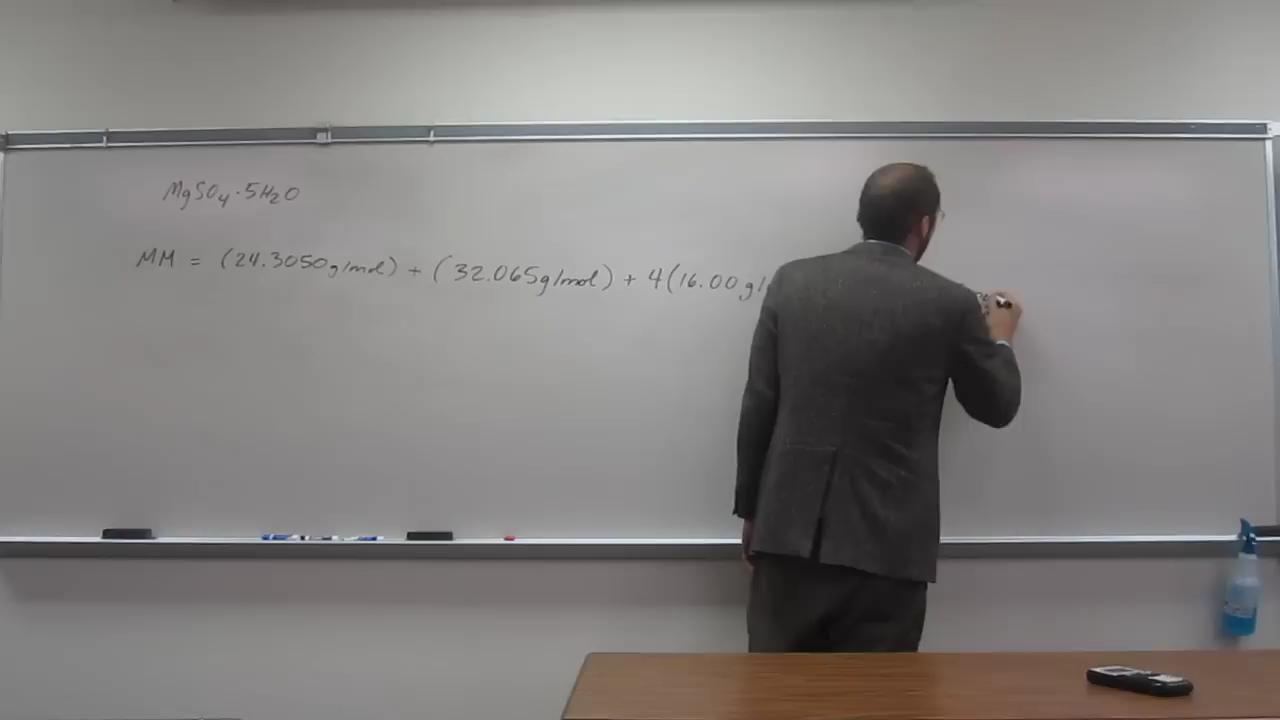 MgSO₄·5H₂O
MM = (24.3050g/mol) + (32.065g/mol) + 4(16.00g/